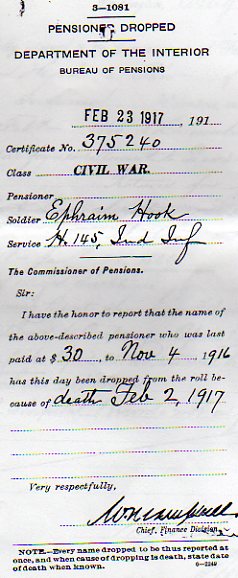 3—1081
PENSIONER DROPPED
DEPARTMENT OF THE INTERIOR
BUREAU OF PENSIONS
FEB 23 1917, 191
Certificate No. 375240
Class CIVIL WAR.
Pensioner
Soldier Ephraim Hook
Service H. 145, Ind Inf
The Commissioner of Pensions.
Sir:
I have the honor to report that the name of
the above-described pensioner who was last
paid at $ 30, to Nov 4, 1916
has this day been dropped from the roll be-
cause of death Feb 2, 1917
Very respectfully,
Chief, Finance Division.
NOTE.—Every name dropped to be thus reported at
once, and when cause of dropping is death, state date
of death when known.
6—2249